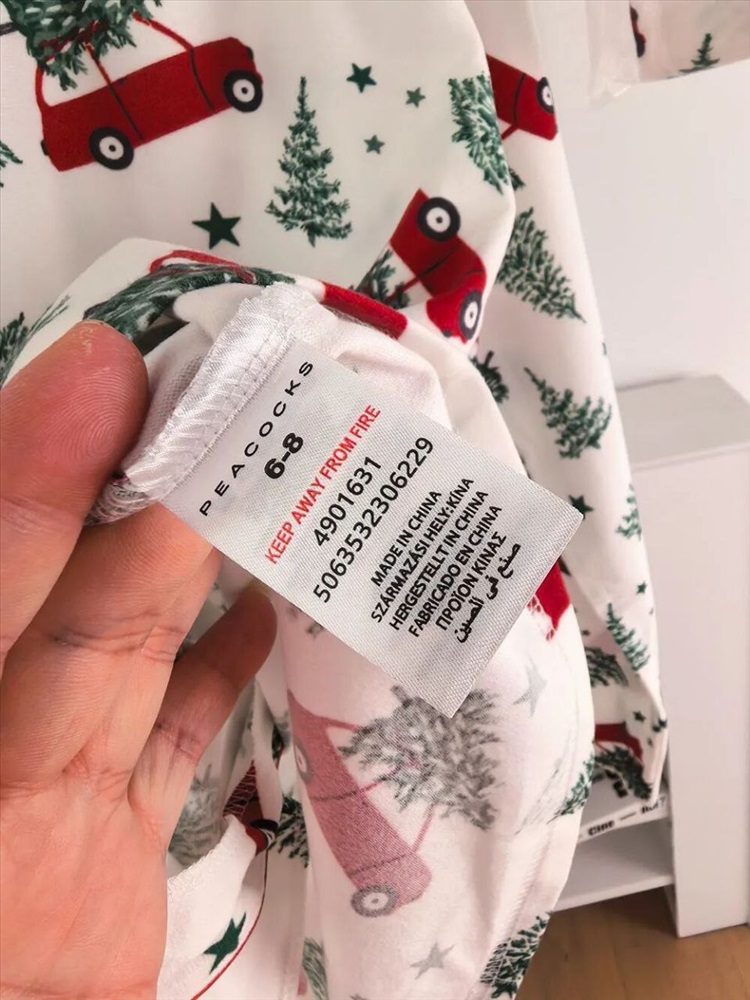 PEACOCKS
6-8
KEEP AWAY FROM FIRE
4901631
5063532306229
MADE IN CHINA
SZÁRMAZÁSI HELY:KÍNA
HERGESTELLT IN CHINA
FABRICADO EN CHINA
ΠΡΟΪΟΝ ΚΙΝΑΣ
صنع في الصين